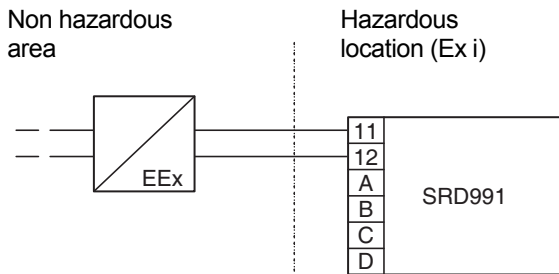 Non hazardous
area
Hazardous
location (Ex i)
EEx
11
12
A
B
C
D
SRD991